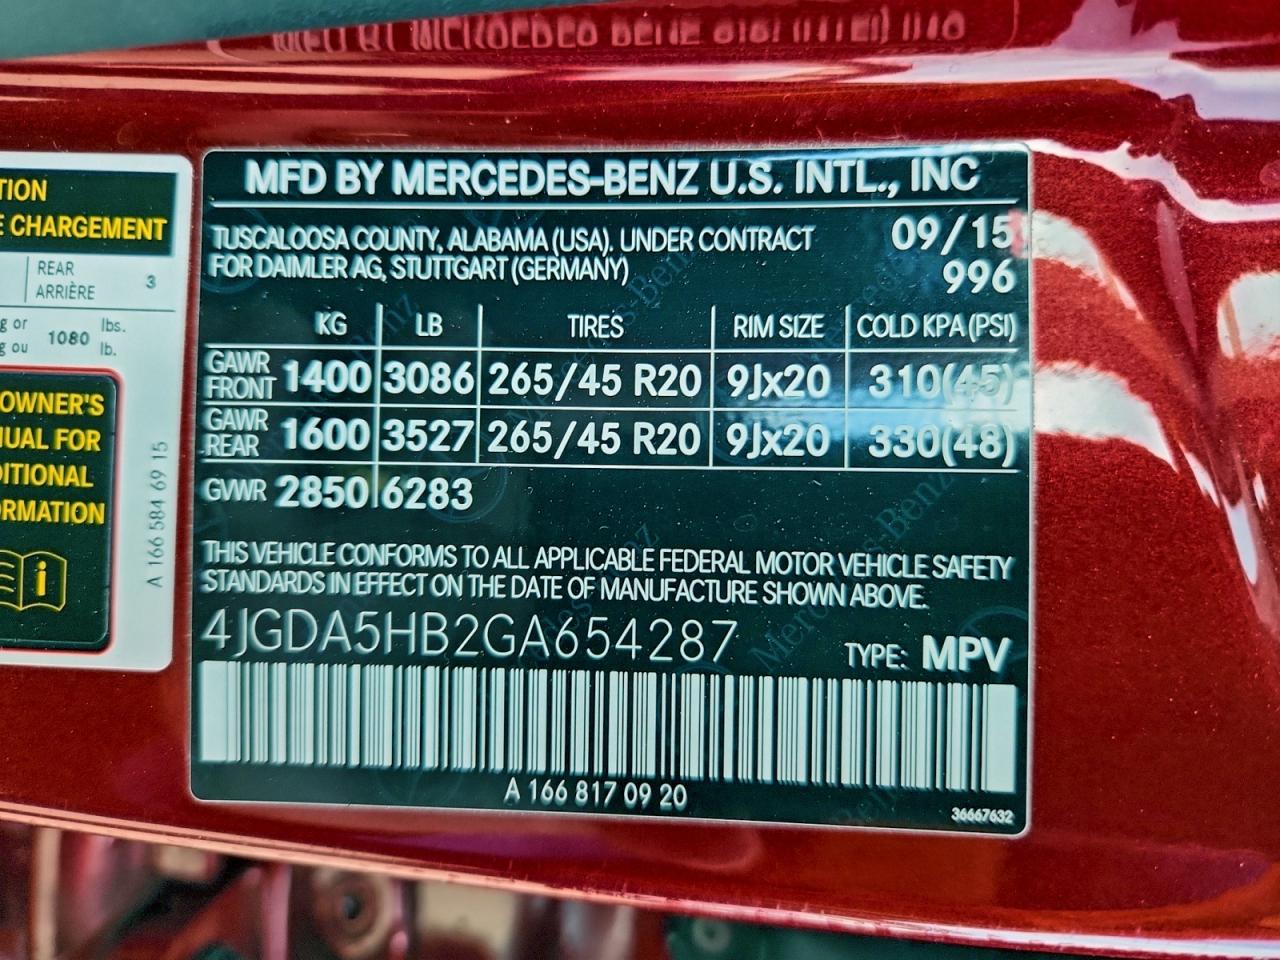 TION
E CHARGEMENT
REAR
ARRIÈRE
3
g or
g ou
1080
lbs.
lb.
OWNER'S
NUAL FOR
DITIONAL
ORMATION
A 166 584 69 15
MFD BY MERCEDES-BENZ U.S. INTL., INC
TUSCALOOSA COUNTY, ALABAMA (USA). UNDER CONTRACT
FOR DAIMLER AG, STUTTGART (GERMANY)
09/15
996
KG LB TIRES RIM SIZE COLD KPA (PSI)
GAWR FRONT 1400 3086 265/45 R20 9Jx20 310(45)
GAWR REAR 1600 3527 265/45 R20 9Jx20 330(48)
GVWR 2850 6283
THIS VEHICLE CONFORMS TO ALL APPLICABLE FEDERAL MOTOR VEHICLE SAFETY
STANDARDS IN EFFECT ON THE DATE OF MANUFACTURE SHOWN ABOVE.
4JGDA5HB2GA654287
TYPE: MPV
A 166 817 09 20
36667632